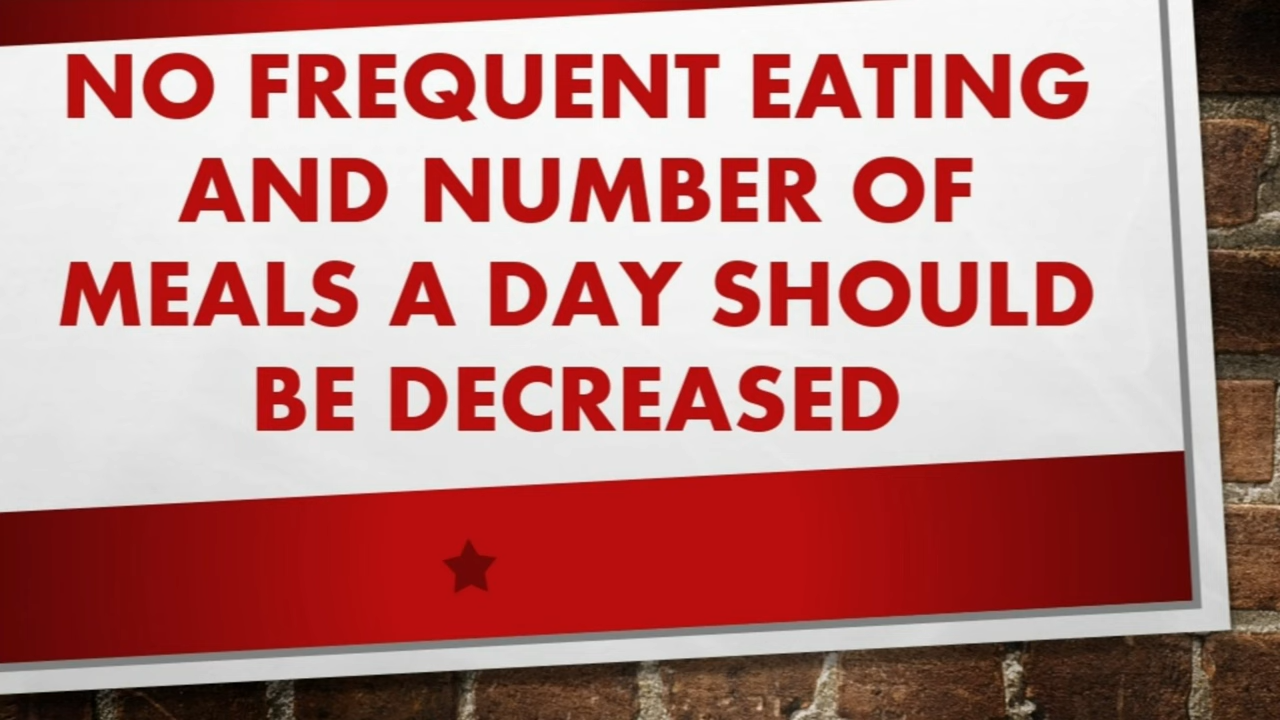 NO FREQUENT EATING
AND NUMBER OF
MEALS A DAY SHOULD
BE DECREASED